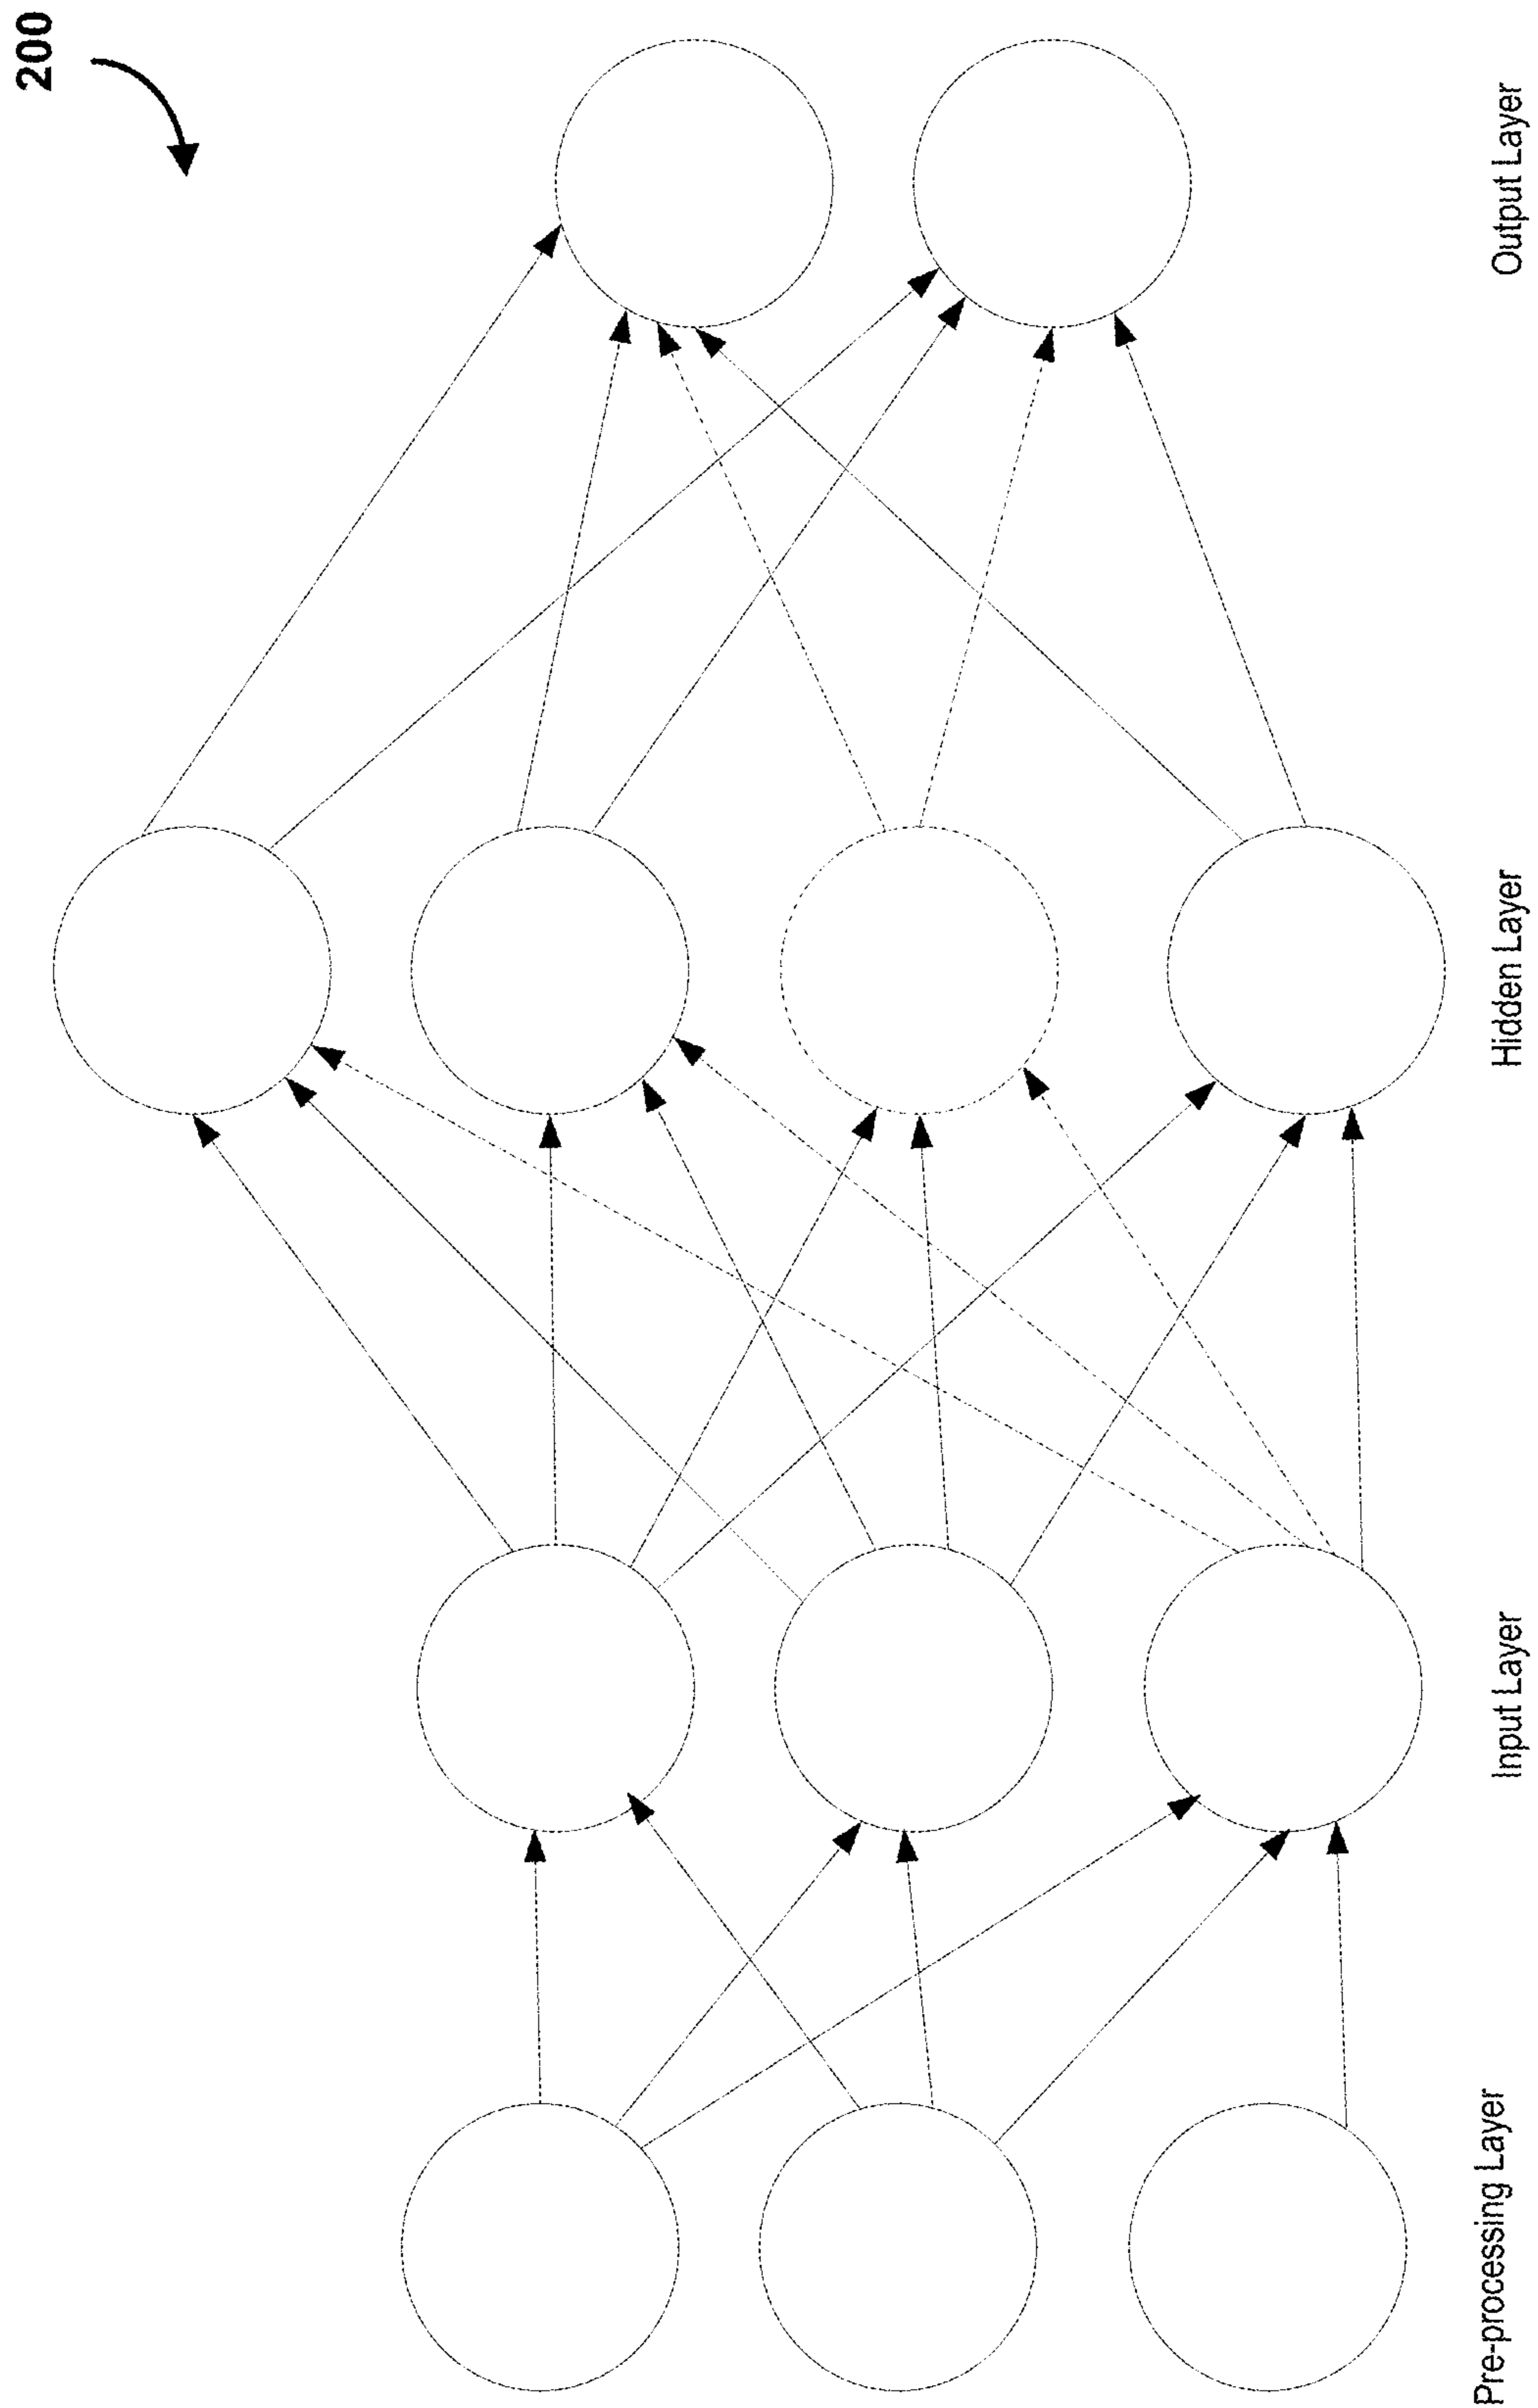 200
Pre-processing Layer
Input Layer
Hidden Layer
Output Layer